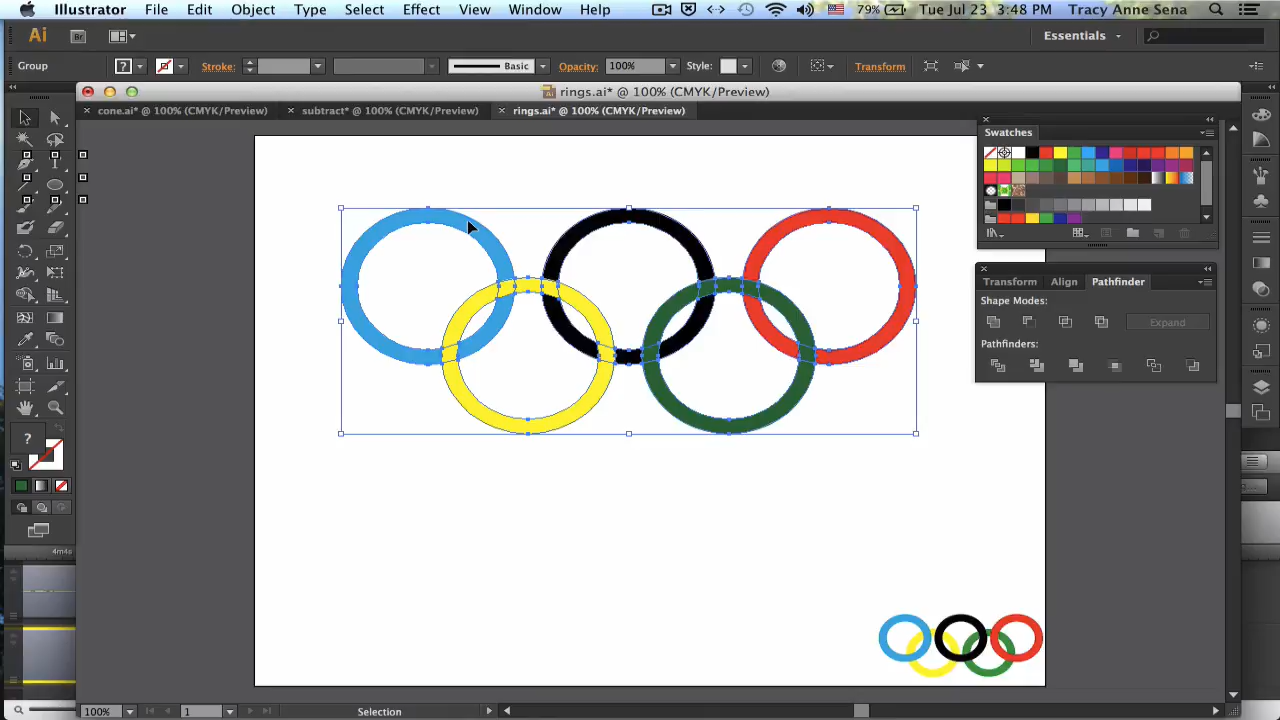 Illustrator File Edit Object Type Select Effect View Window Help 79% Tue Jul 23 3:48 PM Tracy Anne Sena
Ai Br Essentials
Group ? Stroke: Basic Opacity: 100% Style: Transform
rings.ai* @ 100% (CMYK/Preview)
× cone.ai* @ 100% (CMYK/Preview) × subtract* @ 100% (CMYK/Preview) × rings.ai* @ 100% (CMYK/Preview)
Swatches
Transform Align Pathfinder
Shape Modes:
Expand
Pathfinders:
?
4m4s
100% 1 Selection